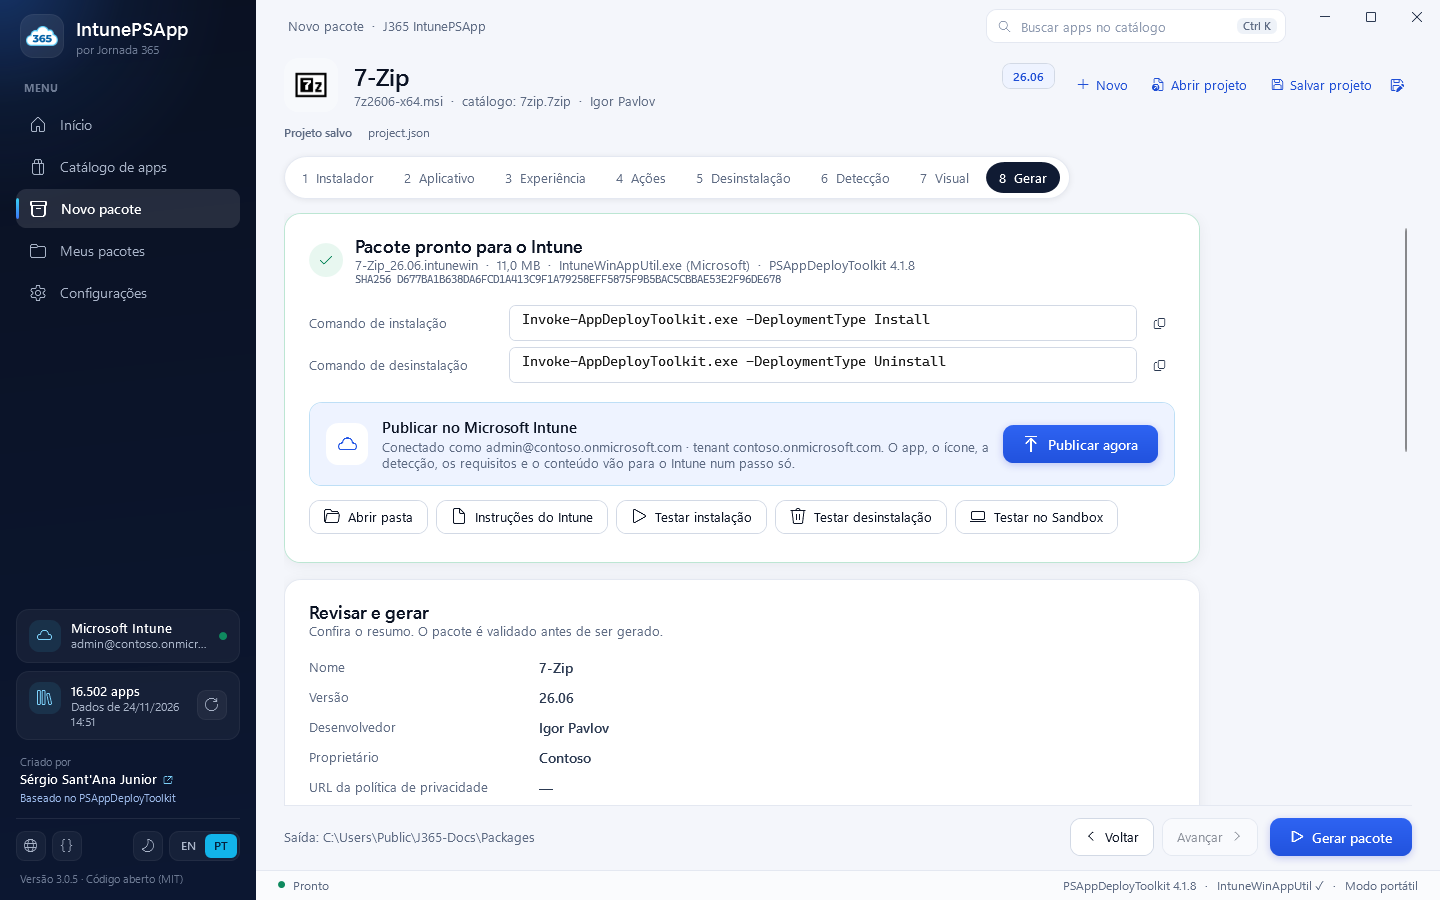 365
IntunePSApp
por Jornada 365
MENU
Início
Catálogo de apps
Novo pacote
Meus pacotes
Configurações
Microsoft Intune
admin@contoso.onmicr...
16.502 apps
Dados de 24/11/2026
14:51
Criado por
Sérgio Sant'Ana Junior
Baseado no PSAppDeployToolkit
EN PT
Versão 3.0.5 · Código aberto (MIT)
Novo pacote · J365 IntunePSApp
Buscar apps no catálogo Ctrl K
7z
7-Zip
7z2606-x64.msi · catálogo: 7zip.7zip · Igor Pavlov
26.06
Novo
Abrir projeto
Salvar projeto
Projeto salvo project.json
1 Instalador
2 Aplicativo
3 Experiência
4 Ações
5 Desinstalação
6 Detecção
7 Visual
8 Gerar
Pacote pronto para o Intune
7-Zip_26.06.intunewin · 11,0 MB · IntuneWinAppUtil.exe (Microsoft) · PSAppDeployToolkit 4.1.8
SHA256 D677BA1B638DA6FCD1A413C9F1A79258EFF5875F9B5BAC5CBBAE53E2F96DE678
Comando de instalação
Invoke-AppDeployToolkit.exe -DeploymentType Install
Comando de desinstalação
Invoke-AppDeployToolkit.exe -DeploymentType Uninstall
Publicar no Microsoft Intune
Conectado como admin@contoso.onmicrosoft.com · tenant contoso.onmicrosoft.com. O app, o ícone, a
detecção, os requisitos e o conteúdo vão para o Intune num passo só.
Publicar agora
Abrir pasta
Instruções do Intune
Testar instalação
Testar desinstalação
Testar no Sandbox
Revisar e gerar
Confira o resumo. O pacote é validado antes de ser gerado.
Nome 7-Zip
Versão 26.06
Desenvolvedor Igor Pavlov
Proprietário Contoso
URL da política de privacidade —
Saída: C:\Users\Public\J365-Docs\Packages
Voltar
Avançar
Gerar pacote
Pronto
PSAppDeployToolkit 4.1.8 · IntuneWinAppUtil ✓ · Modo portátil